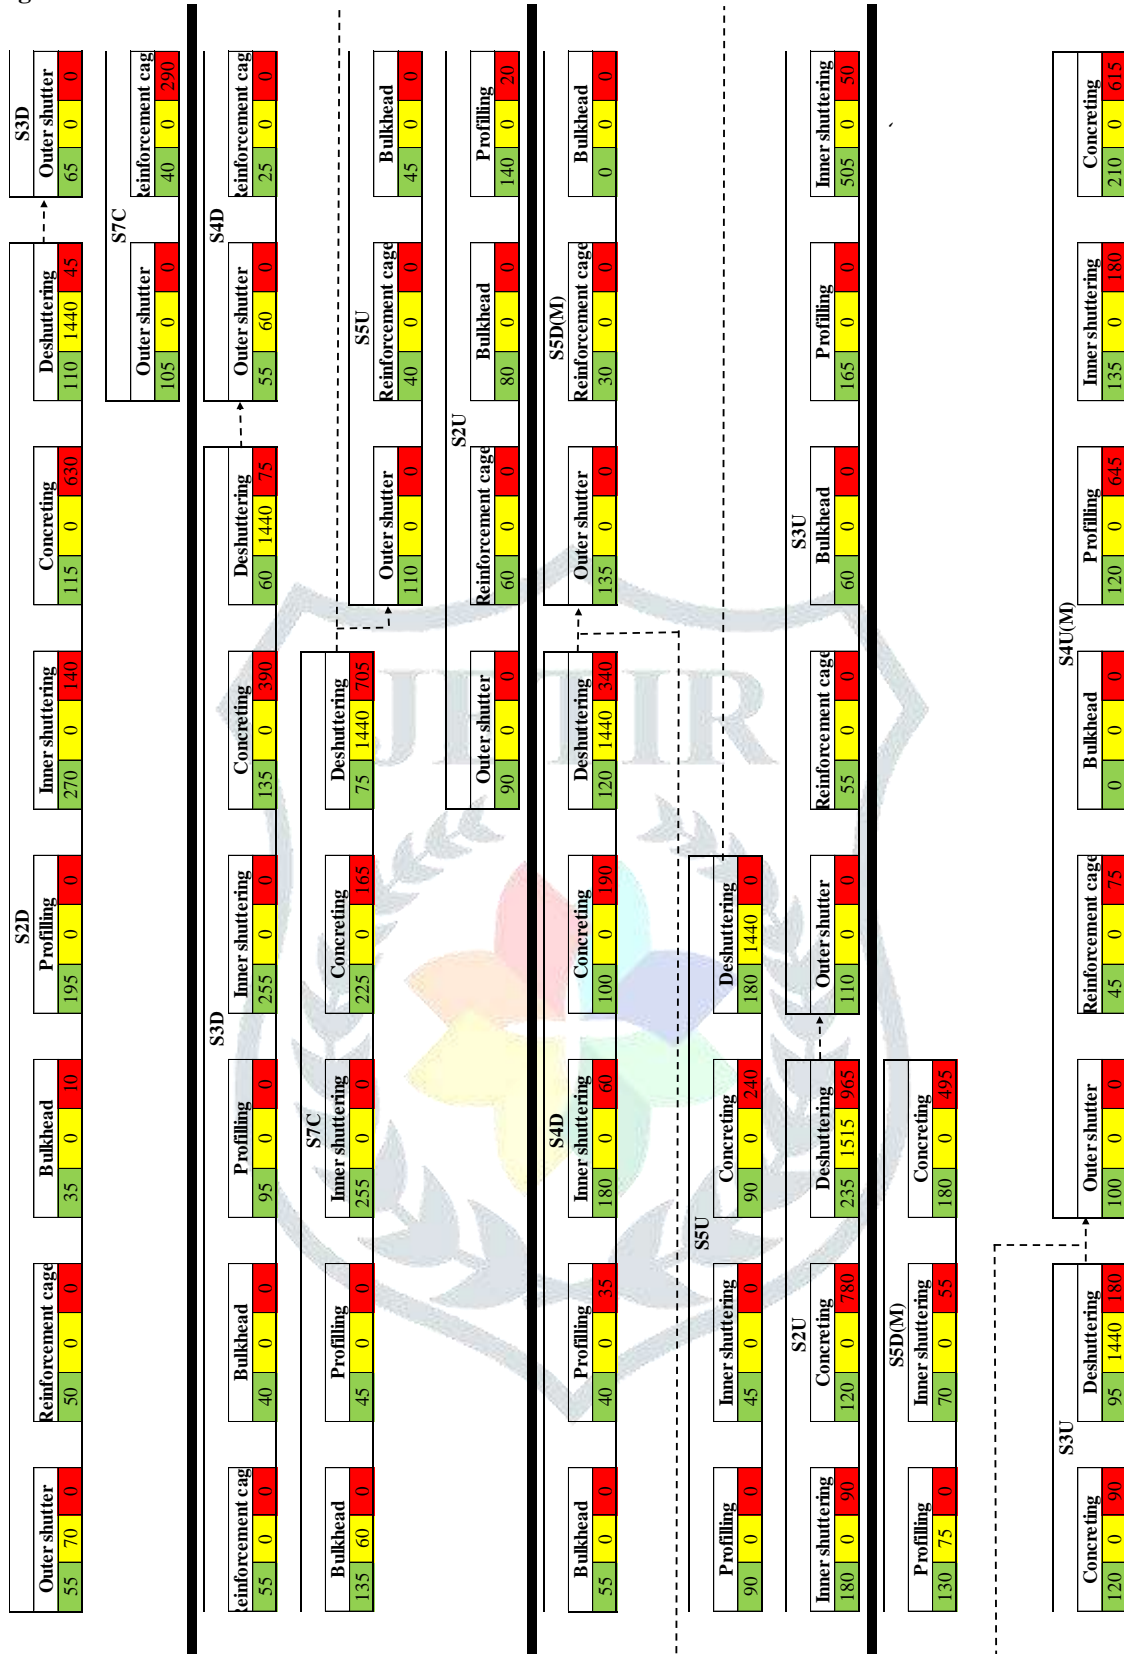 S2D
Outer shutter
55 70 0
Reinforcement cage
50 0 0
Bulkhead
35 0 10
Profilling
195 0 0
Inner shuttering
270 0 140
Concreting
115 0 630
Deshuttering
110 1440 45
S3D
Outer shutter
65 0 0
S7C
Outer shutter
105 0 0
Reinforcement cag
40 0 290
S3D
einforcement cag
55 0 0
Bulkhead
40 0 0
Profilling
95 0 0
Inner shuttering
255 0 0
Concreting
135 0 390
Deshuttering
60 1440 75
S4D
Outer shutter
55 60 0
einforcement cag
25 0 0
S7C
Bulkhead
135 60 0
Profilling
45 0 0
Inner shuttering
255 0 0
Concreting
225 0 165
Deshuttering
75 1440 705
S5U
Outer shutter
110 0 0
Reinforcement cage
40 0 0
Bulkhead
45 0 0
S2U
Outer shutter
90 0 0
Reinforcement cage
60 0 0
Bulkhead
80 0 0
Profilling
140 0 20
S4D
Bulkhead
55 0 0
Profilling
40 0 35
Inner shuttering
180 0 60
Concreting
100 0 190
Deshuttering
120 1440 340
S5D(M)
Outer shutter
135 0 0
Reinforcement cage
30 0 0
Bulkhead
0 0 0
S5U
Profilling
90 0 0
Inner shuttering
45 0 0
Concreting
90 0 240
Deshuttering
180 1440 0
S2U
Inner shuttering
180 0 90
Concreting
120 0 780
Deshuttering
235 1515 965
S3U
Outer shutter
110 0 0
Reinforcement cage
55 0 0
Bulkhead
60 0 0
Profilling
165 0 0
Inner shuttering
505 0 50
S5D(M)
Profilling
130 75 0
Inner shuttering
70 0 55
Concreting
180 0 495
S3U
Concreting
120 0 90
Deshuttering
95 1440 180
S4U(M)
Outer shutter
100 0 0
Reinforcement cage
45 0 75
Bulkhead
0 0 0
Profilling
120 0 645
Inner shuttering
135 0 180
Concreting
210 0 615
JETIR